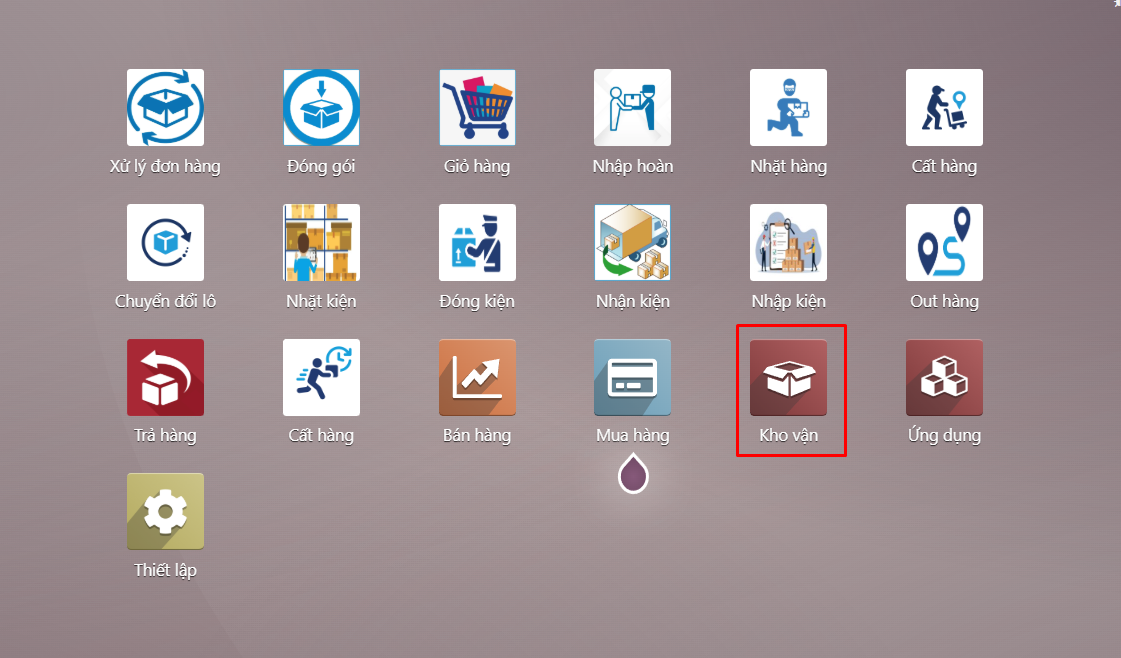 Xử lý đơn hàng
Đóng gói
Giỏ hàng
Nhập hoàn
Nhặt hàng
Cất hàng
Chuyển đổi lô
Nhặt kiện
Đóng kiện
Nhận kiện
Nhập kiện
Out hàng
Trả hàng
Cất hàng
Bán hàng
Mua hàng
Kho vận
Ứng dụng
Thiết lập